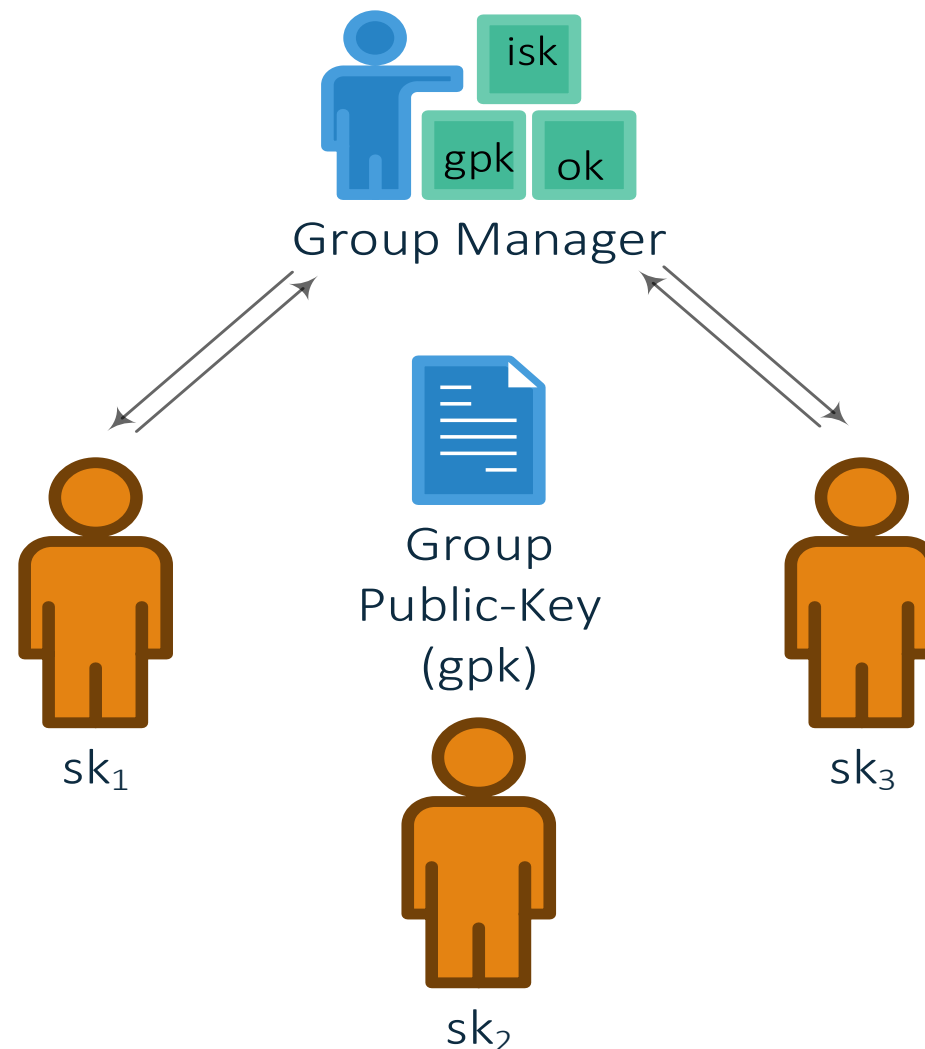 isk
gpk
ok
Group Manager
Group
Public-Key
(gpk)
sk₁
sk₃
sk₂